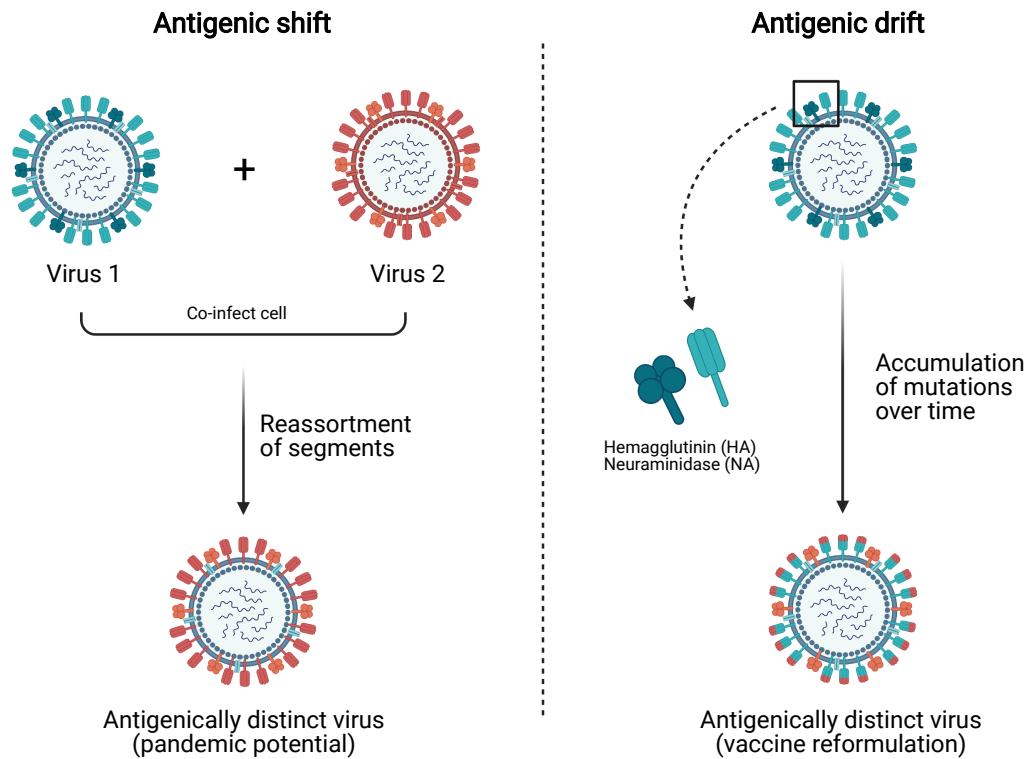 Antigenic shift
+
Virus 1
Virus 2
Co-infect cell
Reassortment
of segments
Antigenically distinct virus
(pandemic potential)
Antigenic drift
Hemagglutinin (HA)
Neuraminidase (NA)
Accumulation
of mutations
over time
Antigenically distinct virus
(vaccine reformulation)